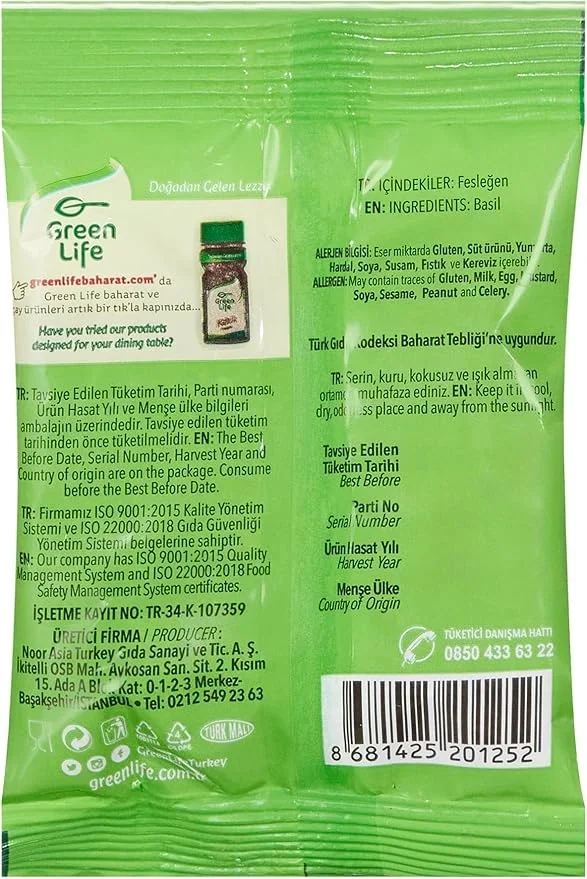 Doğadan Gelen Lezzet
Green
Life
greenlifebaharat.com' da
Green Life baharat ve
çay ürünleri artık bir tık'la kapınızda...
Have you tried our products
designed for your dining table?
Green
Life
TR: Tavsiye Edilen Tüketim Tarihi, Parti numarası,
Ürün Hasat Yılı ve Menşe ülke bilgileri
ambalajın üzerindedir. Tavsiye edilen tüketim
tarihinden önce tüketilmelidir. EN: The Best
Before Date, Serial Number, Harvest Year and
Country of origin are on the package. Consume
before the Best Before Date.
TR: Firmamız ISO 9001:2015 Kalite Yönetim
Sistemi ve ISO 22000:2018 Gıda Güvenliği
Yönetim Sistemi belgelerine sahiptir.
EN: Our company has ISO 9001:2015 Quality
Management System and ISO 22000:2018 Food
Safety Management System certificates.
İŞLETME KAYIT NO: TR-34-K-107359
ÜRETİCİ FİRMA / PRODUCER :
Noor Asia Turkey Gıda Sanayi ve Tic. A. Ş.
İkitelli OSB Mah. Aykosan San. Sit. 2. Kısım
15. Ada A Blok Kat: 0-1-2-3 Merkez-
Başakşehir/İSTANBUL • Tel: 0212 549 23 63
TÜRK MALI
GreenLifeTurkey
greenlife.com.tr
TR: İÇİNDEKİLER: Fesleğen
EN: INGREDIENTS: Basil
ALERJEN BİLGİSİ: Eser miktarda Gluten, Süt ürünü, Yumurta,
Hardal, Soya, Susam, Fıstık ve Kereviz içerebilir.
ALLERGEN: May contain traces of Gluten, Milk, Egg, Mustard,
Soya, Sesame, Peanut and Celery.
Türk Gıda Kodeksi Baharat Tebliği'ne uygundur.
TR: Serin, kuru, kokusuz ve ışık almayan
ortamda muhafaza ediniz. EN: Keep it in cool,
dry, odorless place and away from the sunlight.
Tavsiye Edilen
Tüketim Tarihi
Best Before
Parti No
Serial Number
Ürün Hasat Yılı
Harvest Year
Menşe Ülke
Country of Origin
TÜKETİCİ DANIŞMA HATTI
0850 433 63 22
8 681425 201252